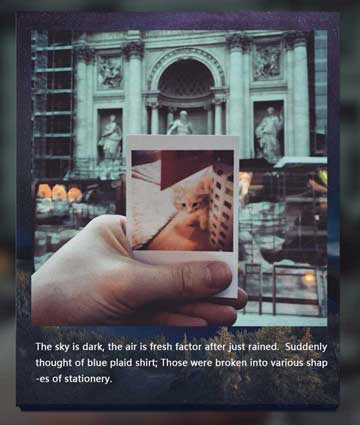 The sky is dark, the air is fresh factor after just rained.  Suddenly
thought of blue plaid shirt; Those were broken into various shap
-es of stationery.